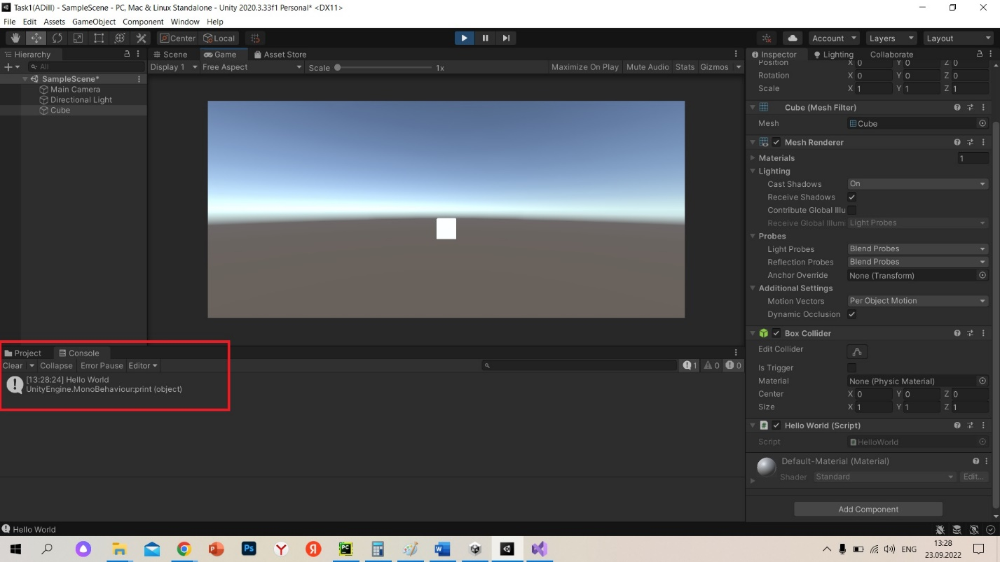 Task1(ADill) - SampleScene - PC, Mac & Linux Standalone - Unity 2020.3.33f1 Personal* <DX11>
File Edit Assets GameObject Component Window Help
Center Local
Account Layers Layout
Hierarchy
All
SampleScene*
Main Camera
Directional Light
Cube
Scene Game Asset Store
Display 1 Free Aspect Scale 1x Maximize On Play Mute Audio Stats Gizmos
Inspector Lighting Collaborate
Position X 0 Y 0 Z 0
Rotation X 0 Y 0 Z 0
Scale X 1 Y 1 Z 1
Cube (Mesh Filter)
Mesh Cube
Mesh Renderer
Materials 1
Lighting
Cast Shadows On
Receive Shadows
Contribute Global Illu
Receive Global Illumi Light Probes
Probes
Light Probes Blend Probes
Reflection Probes Blend Probes
Anchor Override None (Transform)
Additional Settings
Motion Vectors Per Object Motion
Dynamic Occlusion
Box Collider
Edit Collider
Is Trigger
Material None (Physic Material)
Center X 0 Y 0 Z 0
Size X 1 Y 1 Z 1
Hello World (Script)
Script HelloWorld
Default-Material (Material)
Shader Standard Edit...
Add Component
Project Console
Clear Collapse Error Pause Editor 1 0 0
[13:28:24] Hello World
UnityEngine.MonoBehaviour:print (object)
Hello World
Ps Y Я PC W
ENG
13:28
23.09.2022